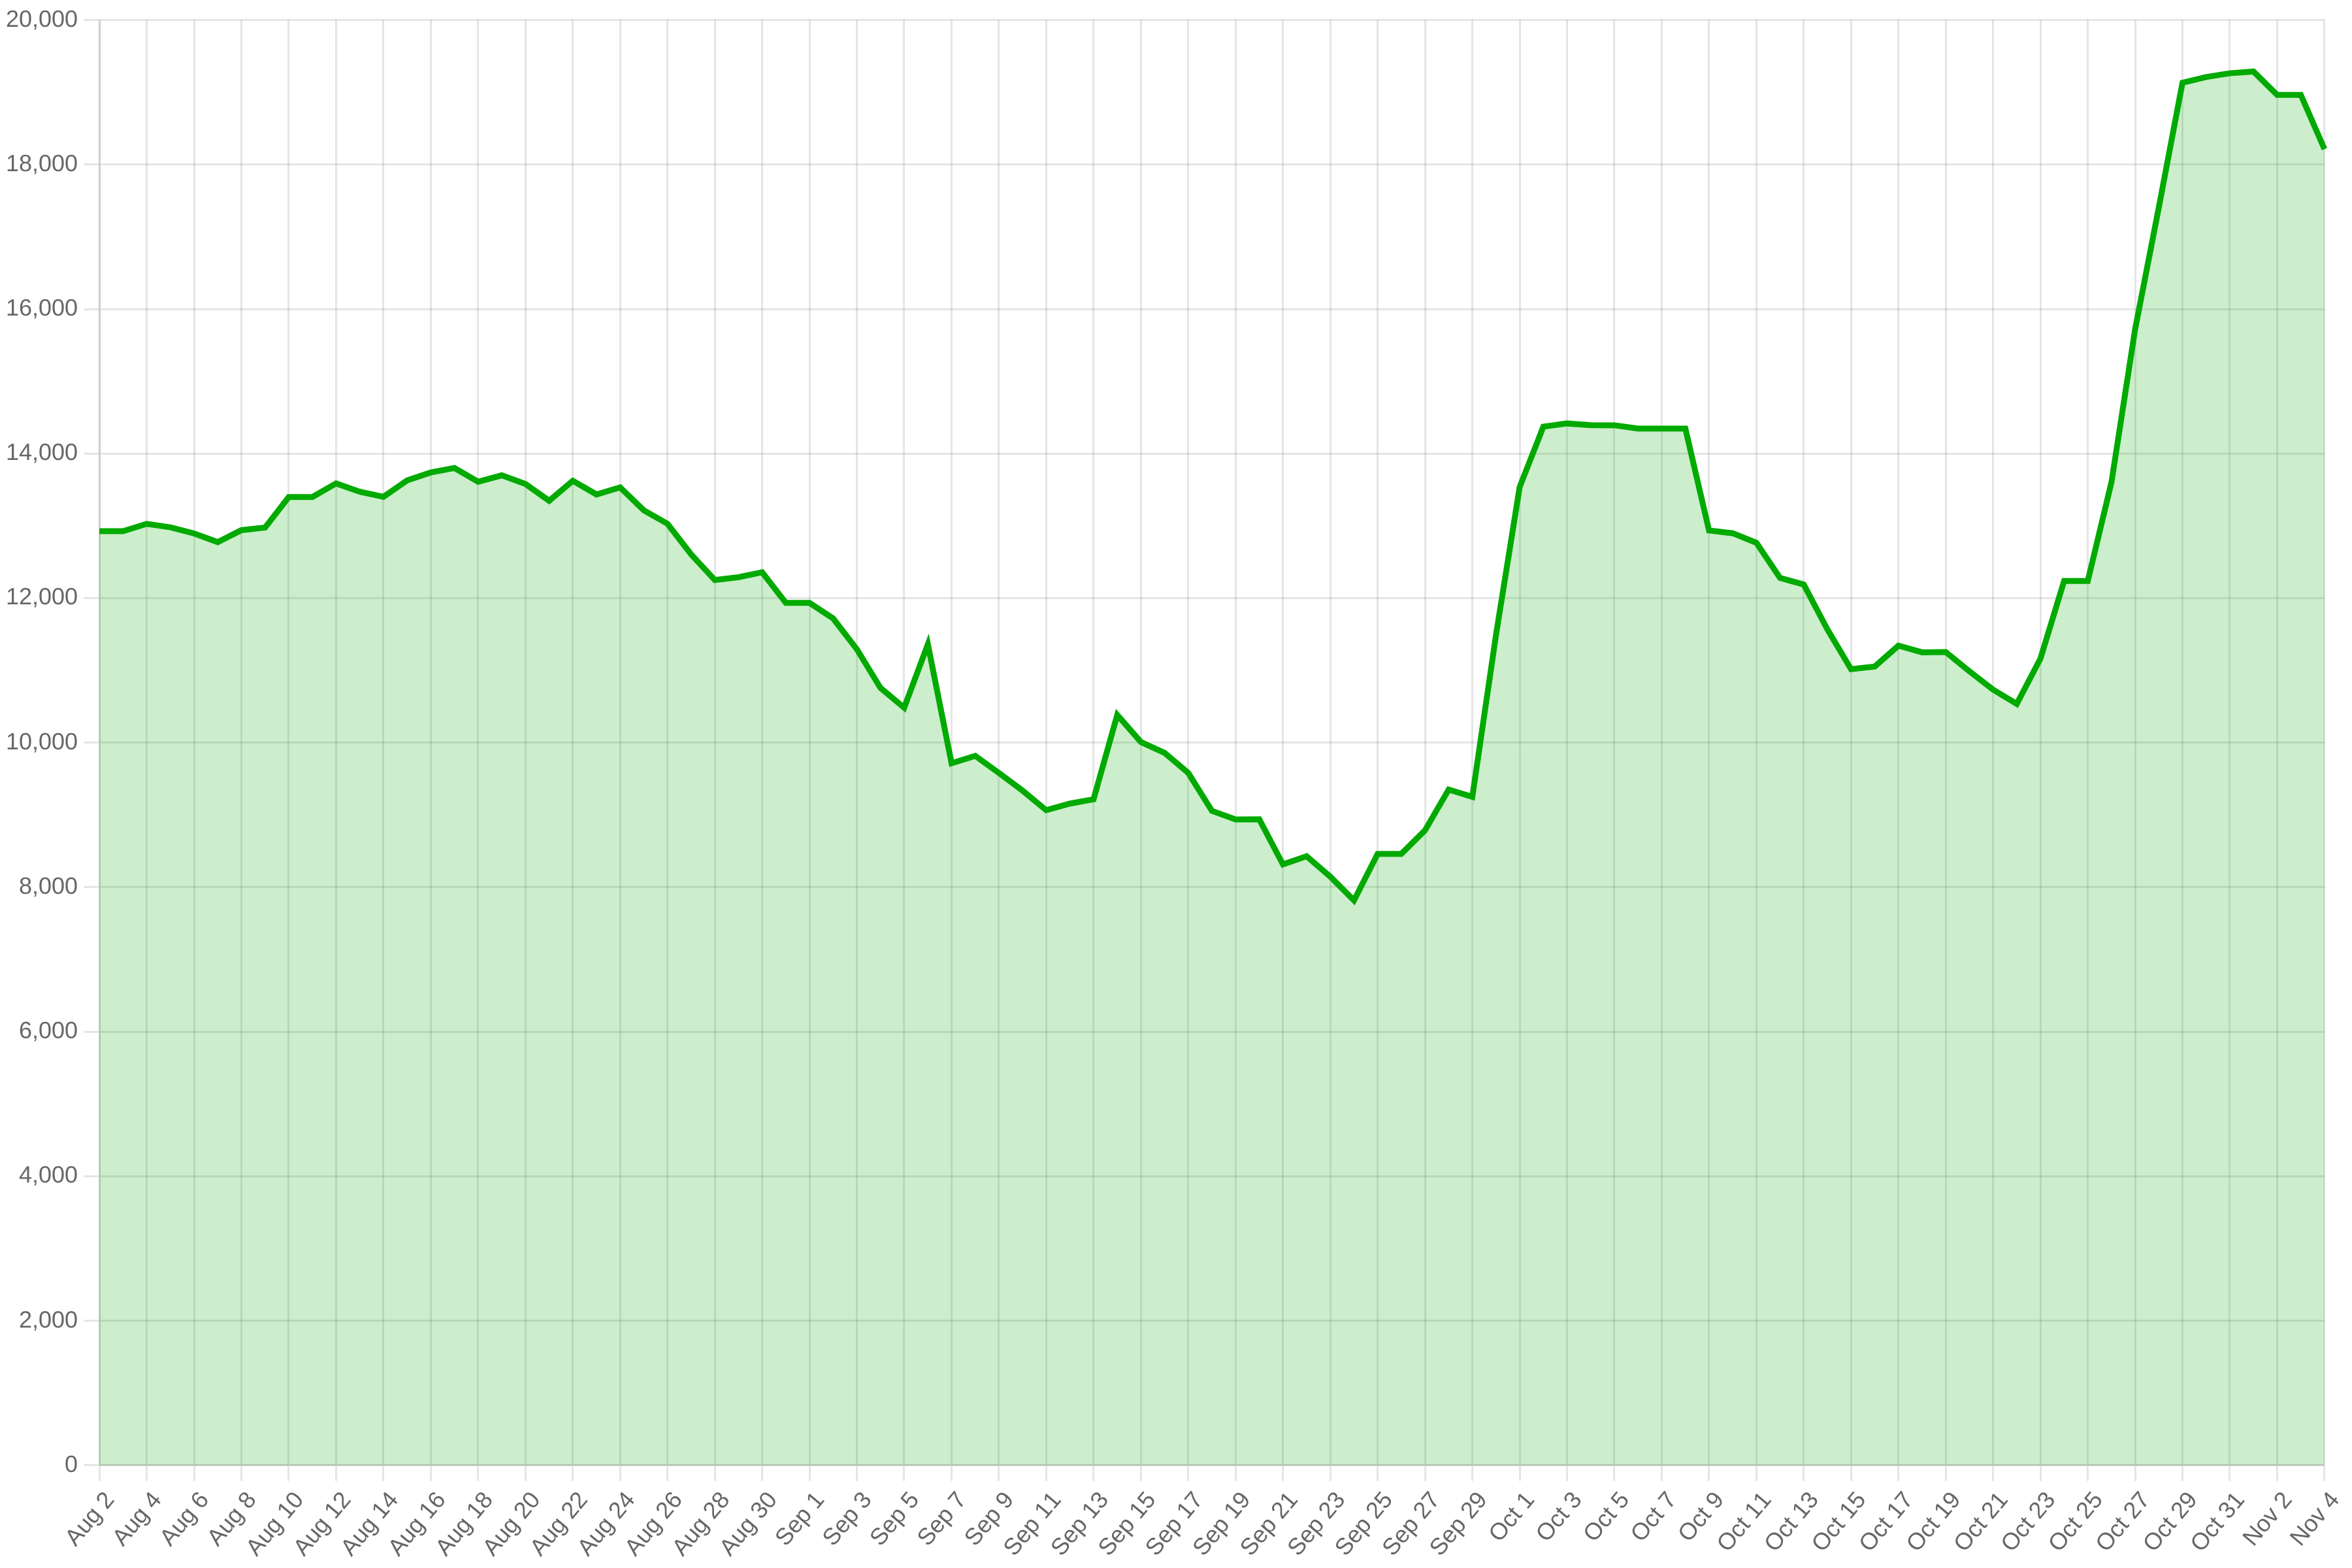 20,000
18,000
16,000
14,000
12,000
10,000
8,000
6,000
4,000
2,000
0
Aug 2
Aug 4
Aug 6
Aug 8
Aug 10
Aug 12
Aug 14
Aug 16
Aug 18
Aug 20
Aug 22
Aug 24
Aug 26
Aug 28
Aug 30
Sep 1
Sep 3
Sep 5
Sep 7
Sep 9
Sep 11
Sep 13
Sep 15
Sep 17
Sep 19
Sep 21
Sep 23
Sep 25
Sep 27
Sep 29
Oct 1
Oct 3
Oct 5
Oct 7
Oct 9
Oct 11
Oct 13
Oct 15
Oct 17
Oct 19
Oct 21
Oct 23
Oct 25
Oct 27
Oct 29
Oct 31
Nov 2
Nov 4